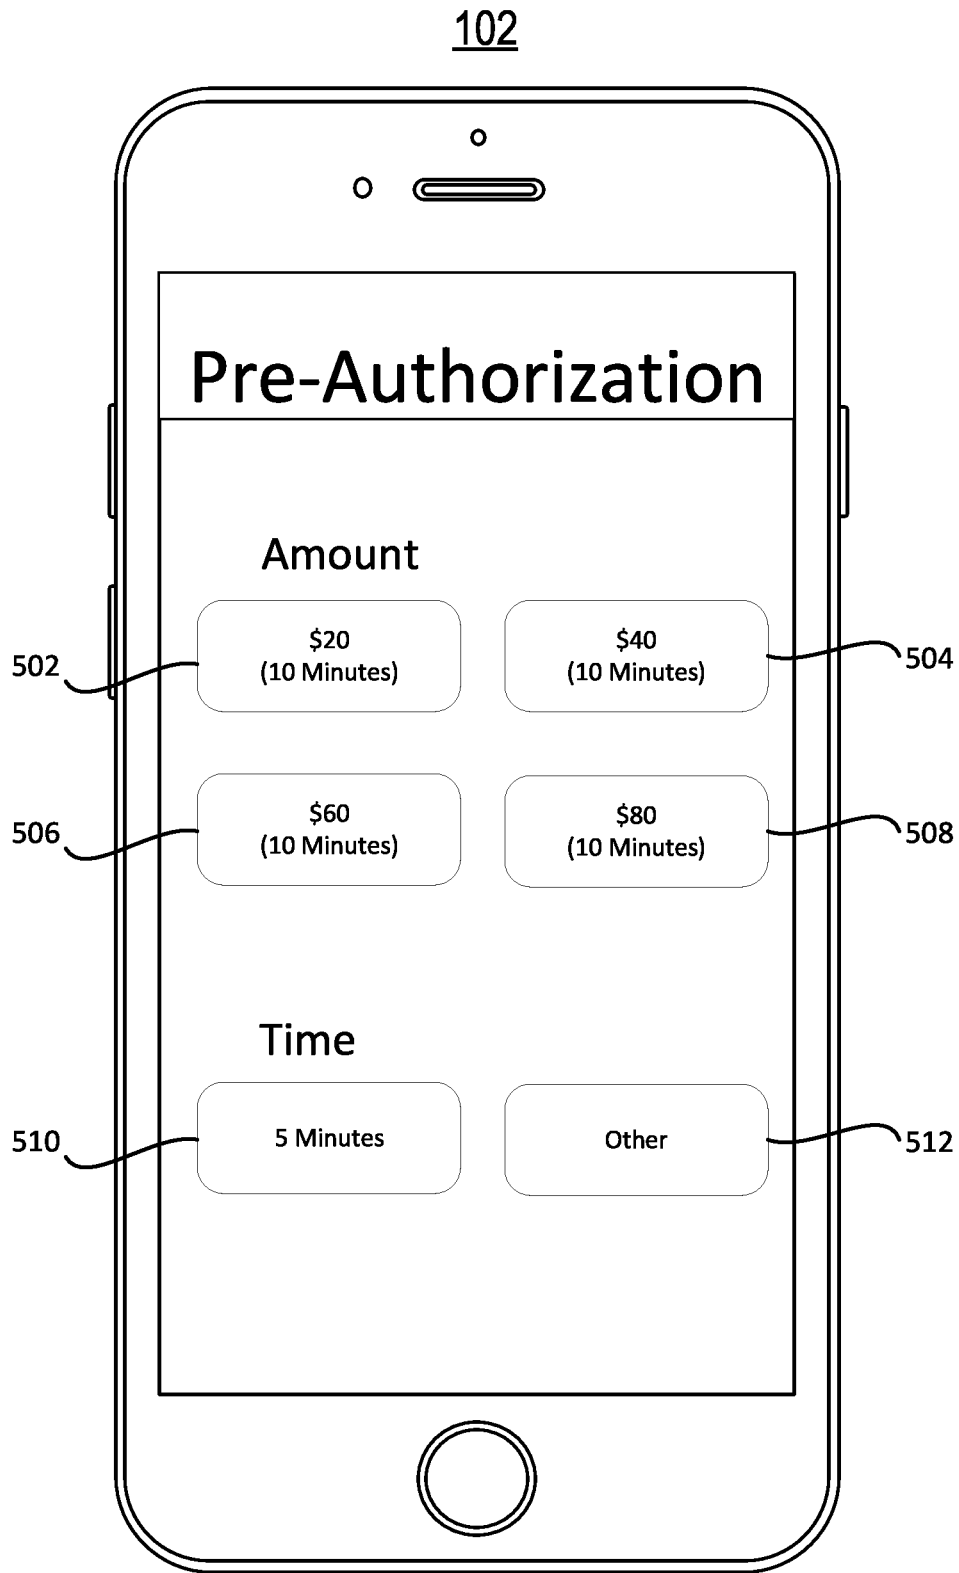 102
Pre-Authorization
Amount
$20
(10 Minutes)
$40
(10 Minutes)
502
504
$60
(10 Minutes)
$80
(10 Minutes)
506
508
Time
5 Minutes
Other
510
512